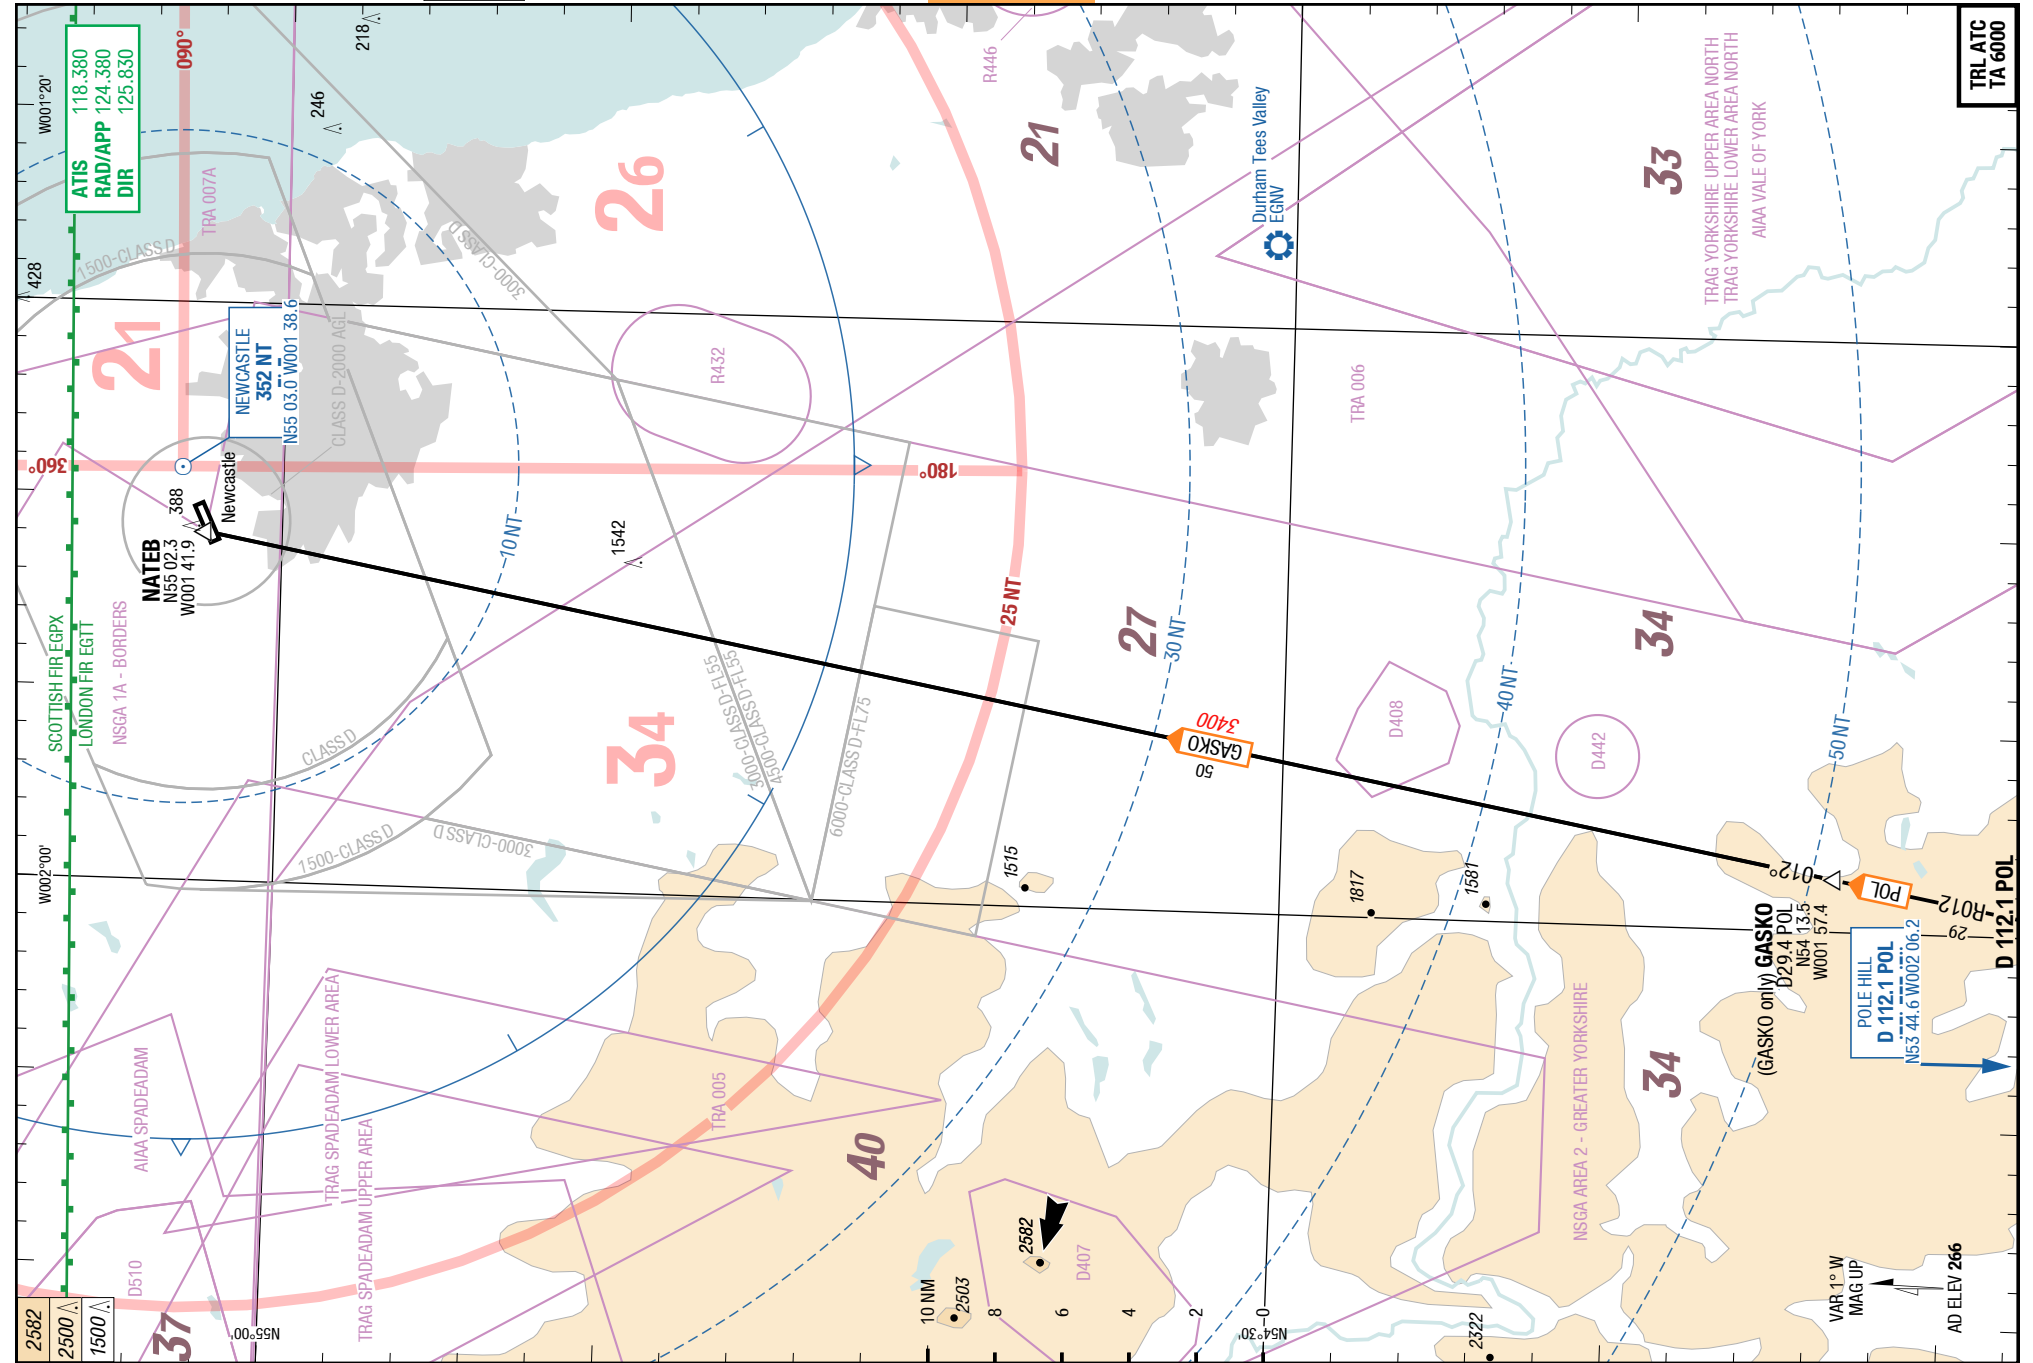 W001°20'
ATIS 118.380
RAD/APP 124.380
DIR 125.830
090°
218
246
428
TRA 007A
1500-CLASS D
3000-CLASS D
CLASS D-2000 AGL
21
26
R446
21
TRL ATC
TA 6000
Durham Tees Valley
EGNV
33
TRAG YORKSHIRE UPPER AREA NORTH
TRAG YORKSHIRE LOWER AREA NORTH
AIAA VALE OF YORK
NEWCASTLE
352 NT
N55 03.0 W001 38.6
R432
TRA 006
360°
180°
388
Newcastle
NATEB
N55 02.3
W001 41.9
10 NT
1542
25 NT
27
30 NT
34
40 NT
50 NT
SCOTTISH FIR EGPX
LONDON FIR EGTT
NSGA 1A - BORDERS
CLASS D
1500-CLASS D
3000-CLASS D
34
3000-CLASS D-FL55
4500-CLASS D-FL55
6000-CLASS D-FL75
3400
GASKO
50
D408
D442
W002°00'
1515
1817
1581
012°
POL
R012
29
D 112.1 POL
(GASKO only) GASKO
D29.4 POL
N54 13.5
W001 57.4
POLE HILL
D 112.1 POL
N53 44.6 W002 06.2
AIAA SPADEADAM
TRAG SPADEADAM LOWER AREA
TRAG SPADEADAM UPPER AREA
TRA 005
40
NSGA AREA 2 - GREATER YORKSHIRE
34
D510
D407
2582
2503
10 NM
8
6
4
2
0
N54°30'
N55°00'
2322
37
2582
2500
1500
VAR 1° W
MAG UP
AD ELEV 266